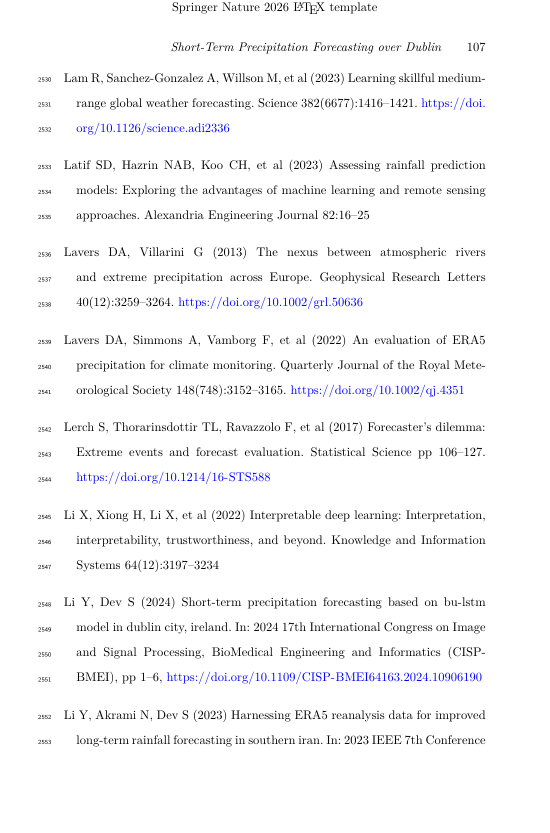 Springer Nature 2026 LATEX template
Short-Term Precipitation Forecasting over Dublin 107
2530 Lam R, Sanchez-Gonzalez A, Willson M, et al (2023) Learning skillful medium-
2531 range global weather forecasting. Science 382(6677):1416–1421. https://doi.
2532 org/10.1126/science.adi2336
2533 Latif SD, Hazrin NAB, Koo CH, et al (2023) Assessing rainfall prediction
2534 models: Exploring the advantages of machine learning and remote sensing
2535 approaches. Alexandria Engineering Journal 82:16–25
2536 Lavers DA, Villarini G (2013) The nexus between atmospheric rivers
2537 and extreme precipitation across Europe. Geophysical Research Letters
2538 40(12):3259–3264. https://doi.org/10.1002/grl.50636
2539 Lavers DA, Simmons A, Vamborg F, et al (2022) An evaluation of ERA5
2540 precipitation for climate monitoring. Quarterly Journal of the Royal Mete-
2541 orological Society 148(748):3152–3165. https://doi.org/10.1002/qj.4351
2542 Lerch S, Thorarinsdottir TL, Ravazzolo F, et al (2017) Forecaster's dilemma:
2543 Extreme events and forecast evaluation. Statistical Science pp 106–127.
2544 https://doi.org/10.1214/16-STS588
2545 Li X, Xiong H, Li X, et al (2022) Interpretable deep learning: Interpretation,
2546 interpretability, trustworthiness, and beyond. Knowledge and Information
2547 Systems 64(12):3197–3234
2548 Li Y, Dev S (2024) Short-term precipitation forecasting based on bu-lstm
2549 model in dublin city, ireland. In: 2024 17th International Congress on Image
2550 and Signal Processing, BioMedical Engineering and Informatics (CISP-
2551 BMEI), pp 1–6, https://doi.org/10.1109/CISP-BMEI64163.2024.10906190
2552 Li Y, Akrami N, Dev S (2023) Harnessing ERA5 reanalysis data for improved
2553 long-term rainfall forecasting in southern iran. In: 2023 IEEE 7th Conference